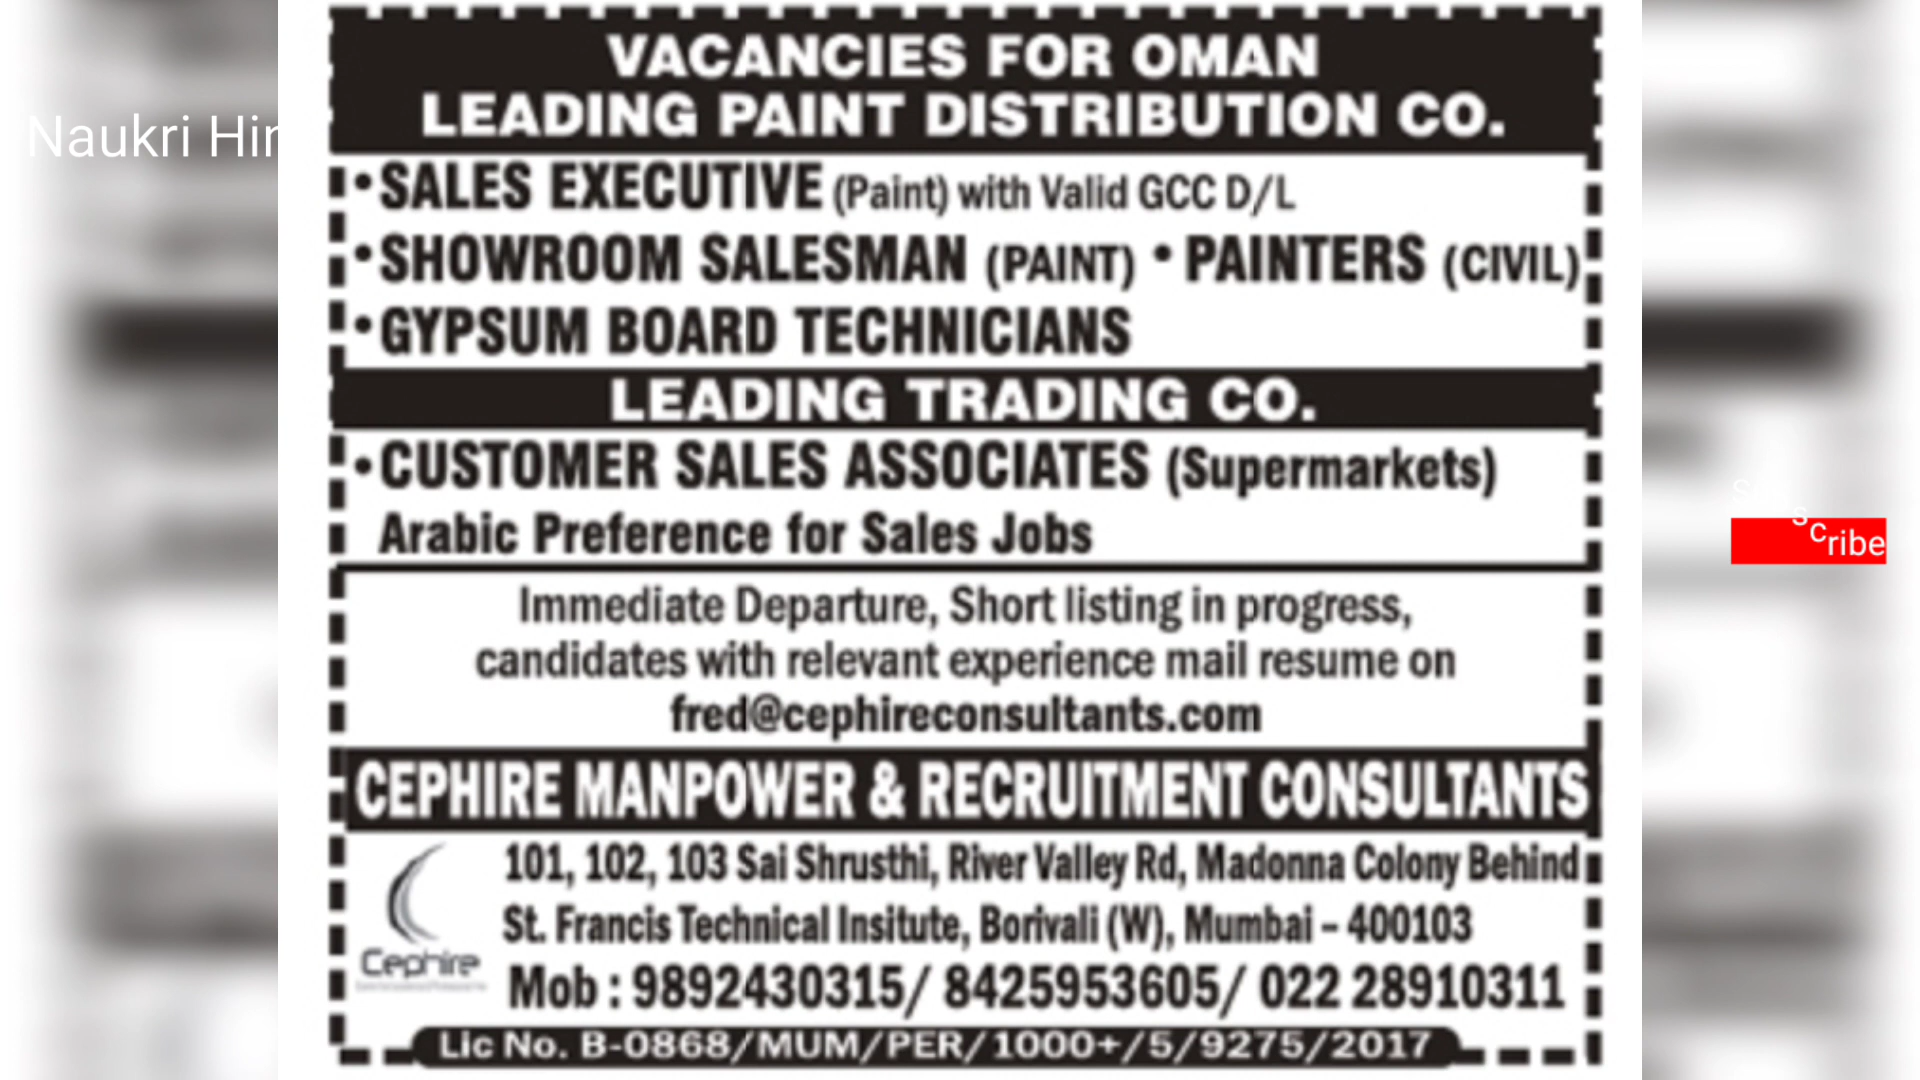 VACANCIES FOR OMAN
LEADING PAINT DISTRIBUTION CO.
Naukri Hin
•SALES EXECUTIVE (Paint) with Valid GCC D/L
•SHOWROOM SALESMAN (PAINT) • PAINTERS (CIVIL)
•GYPSUM BOARD TECHNICIANS
LEADING TRADING CO.
•CUSTOMER SALES ASSOCIATES (Supermarkets)
Arabic Preference for Sales Jobs
scribe
Immediate Departure, Short listing in progress,
candidates with relevant experience mail resume on
fred@cephireconsultants.com
CEPHIRE MANPOWER & RECRUITMENT CONSULTANTS
101, 102, 103 Sai Shrusthi, River Valley Rd, Madonna Colony Behind
St. Francis Technical Insitute, Borivali (W), Mumbai – 400103
Cephire
Mob : 9892430315/ 8425953605/ 022 28910311
Lic No. B-0868/MUM/PER/1000+/5/9275/2017